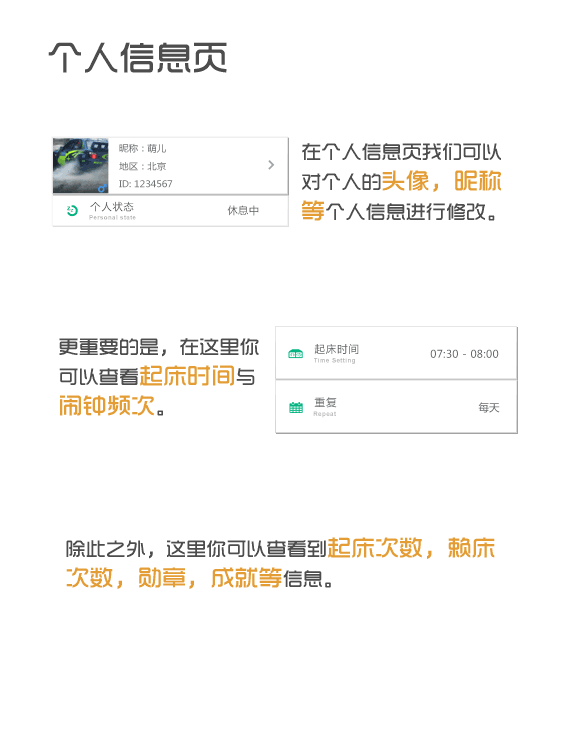 个人信息页
昵称：萌儿
地区：北京
ID: 1234567
个人状态
Personal state
休息中
在个人信息页我们可以
对个人的头像，昵称
等个人信息进行修改。
更重要的是，在这里你
可以查看起床时间与
闹钟频次。
起床时间
Time Setting
07:30 - 08:00
重复
Repeat
每天
除此之外，这里你可以查看到起床次数，赖床
次数，勋章，成就等信息。